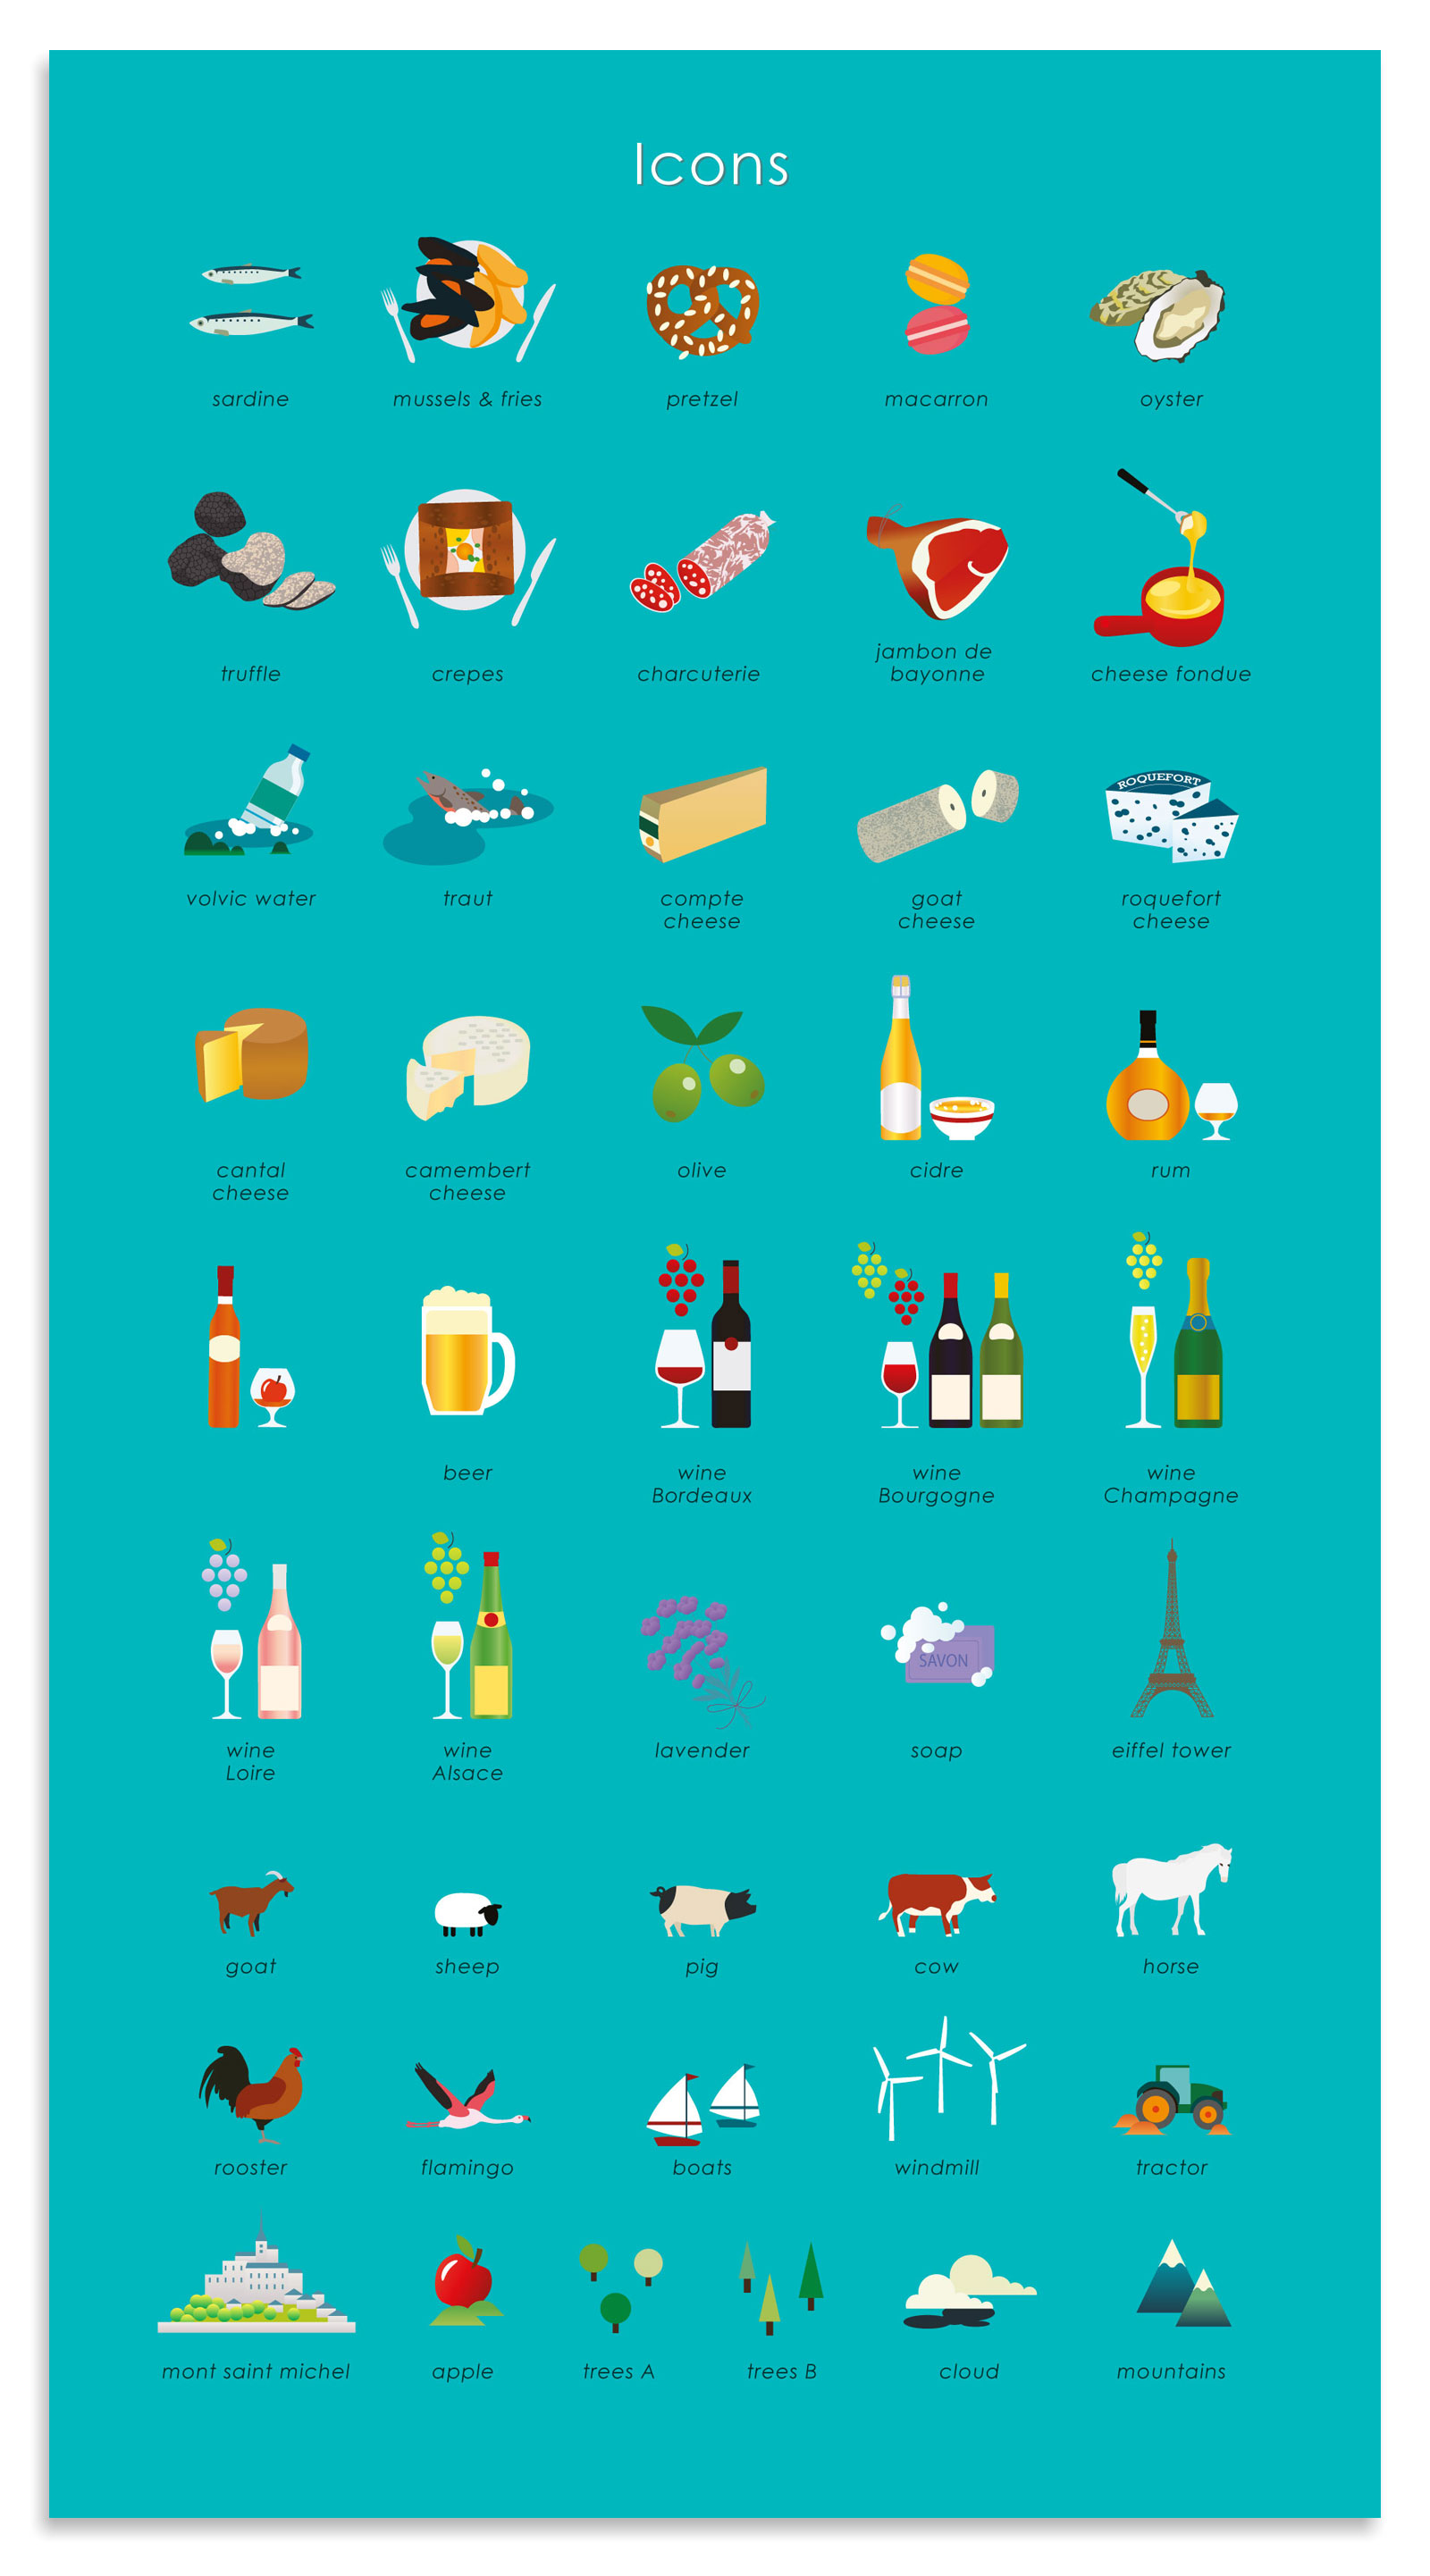 Icons
sardine
mussels & fries
pretzel
macarron
oyster
truffle
crepes
charcuterie
jambon de
bayonne
cheese fondue
ROQUEFORT
volvic water
traut
compte
cheese
goat
cheese
roquefort
cheese
cantal
cheese
camembert
cheese
olive
cidre
rum
beer
wine
Bordeaux
wine
Bourgogne
wine
Champagne
SAVON
wine
Loire
wine
Alsace
lavender
soap
eiffel tower
goat
sheep
pig
cow
horse
rooster
flamingo
boats
windmill
tractor
mont saint michel
apple
trees A
trees B
cloud
mountains